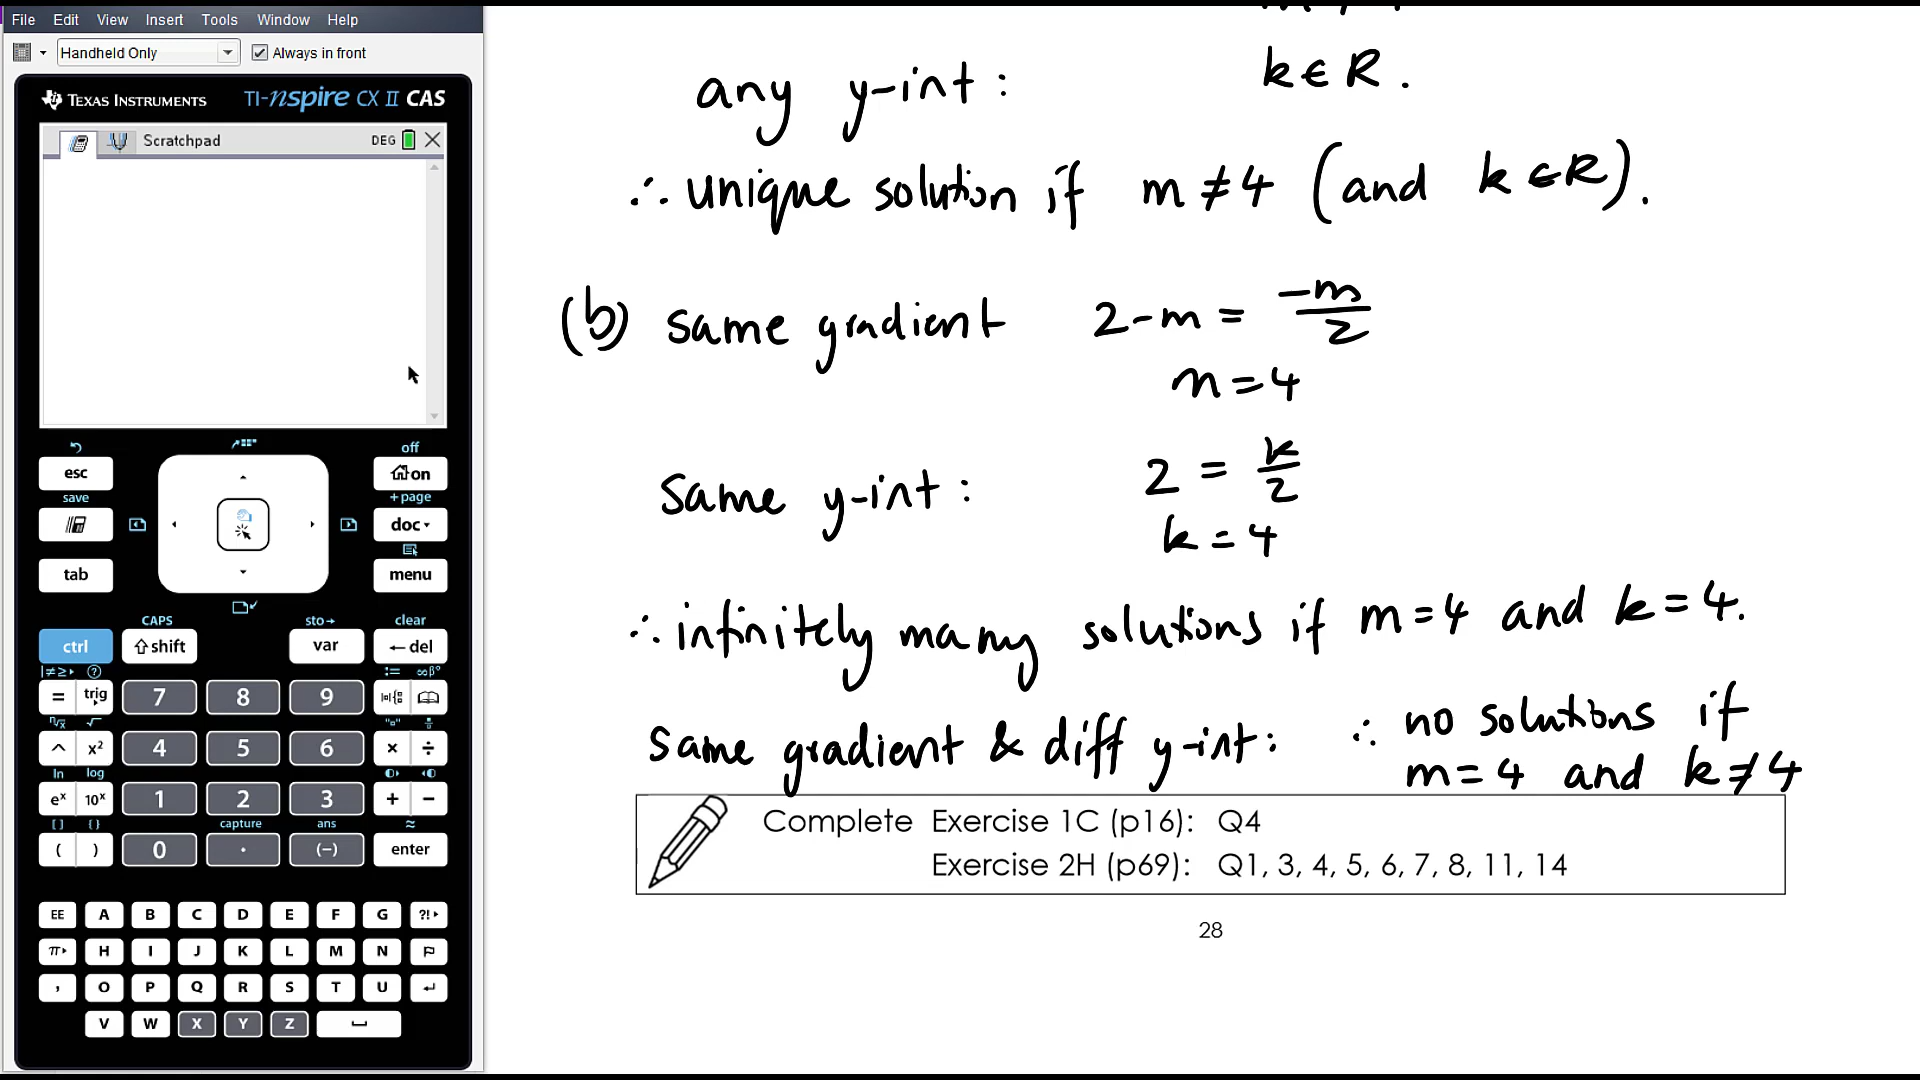 File Edit View Insert Tools Window Help
Handheld Only Always in front
TEXAS INSTRUMENTS TI-nspire CX II CAS
Scratchpad DEG
esc off on
save + page
doc
tab menu
CAPS sto→ clear
ctrl shift var ←del
= trig 7 8 9
^ x² 4 5 6 × ÷
ln log
eˣ 10ˣ 1 2 3 + −
[] {} capture ans ≈
( ) 0 . (−) enter
EE A B C D E F G ?!
π H I J K L M N
, O P Q R S T U
V W X Y Z
k∈R.
any y-int:
∴ unique solution if m≠4 (and k∈R).
(b) same gradient 2-m = -m/2
m=4
same y-int: 2 = k/2
k=4
∴ infinitely many solutions if m=4 and k=4.
same gradient & diff y-int: ∴ no solutions if
m=4 and k≠4
Complete Exercise 1C (p16): Q4
Exercise 2H (p69): Q1, 3, 4, 5, 6, 7, 8, 11, 14
28